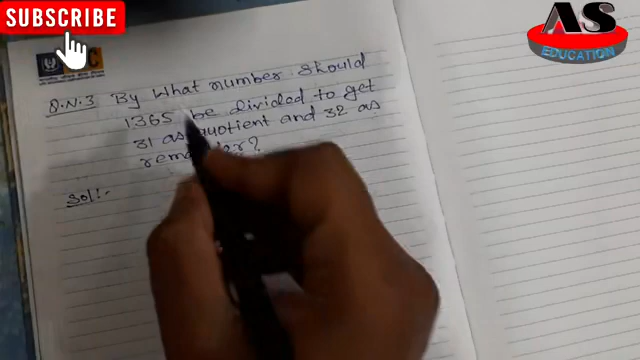 SUBSCRIBE
AS
EDUCATION
Q.N.3 By What number should
1365 be divided to get
31 as quotient and 32 as
remainder?
Sol:-